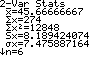 2-Var Stats
x̄=45.66666667
Σx=274
Σx²=12848
Sx=8.189424074
σx=7.475887164
↓n=6